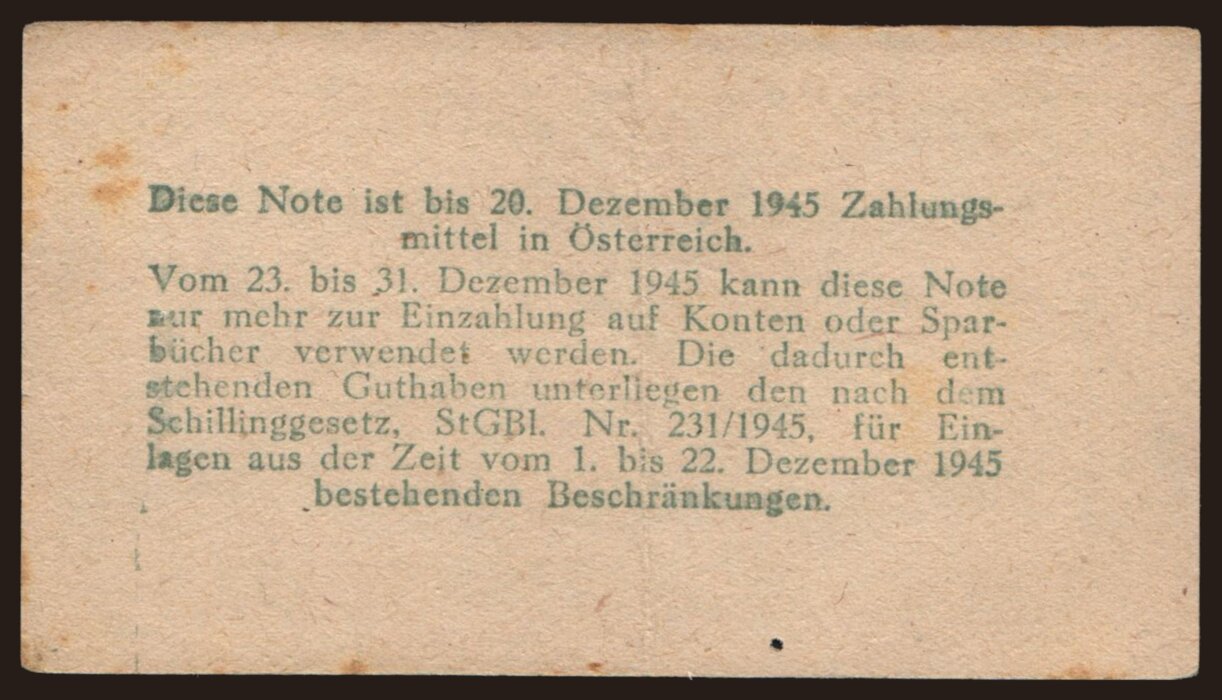 Diese Note ist bis 20. Dezember 1945 Zahlungs-
mittel in Österreich.
Vom 23. bis 31. Dezember 1945 kann diese Note
nur mehr zur Einzahlung auf Konten oder Spar-
bücher verwendet werden. Die dadurch ent-
stehenden Guthaben unterliegen den nach dem
Schillinggesetz, StGBl. Nr. 231/1945, für Ein-
lagen aus der Zeit vom 1. bis 22. Dezember 1945
bestehenden Beschränkungen.